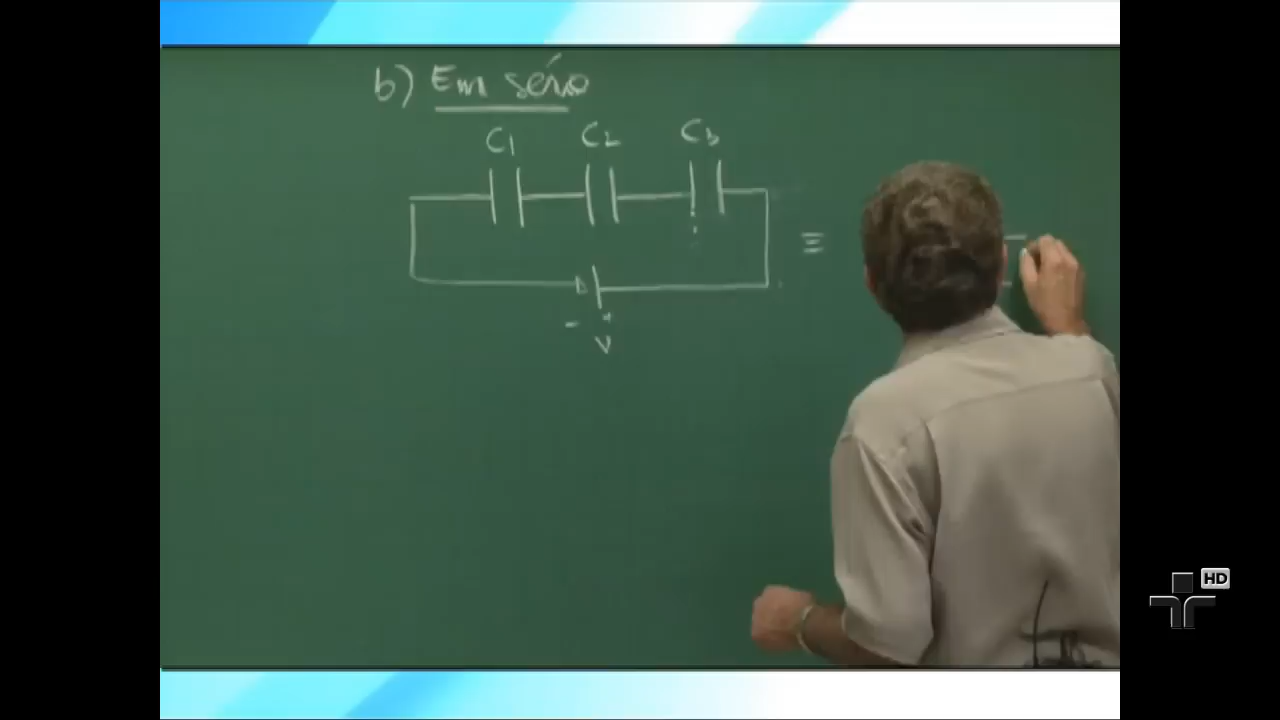 b) Em série
C1 C2 C3
≡
- +
V
HD